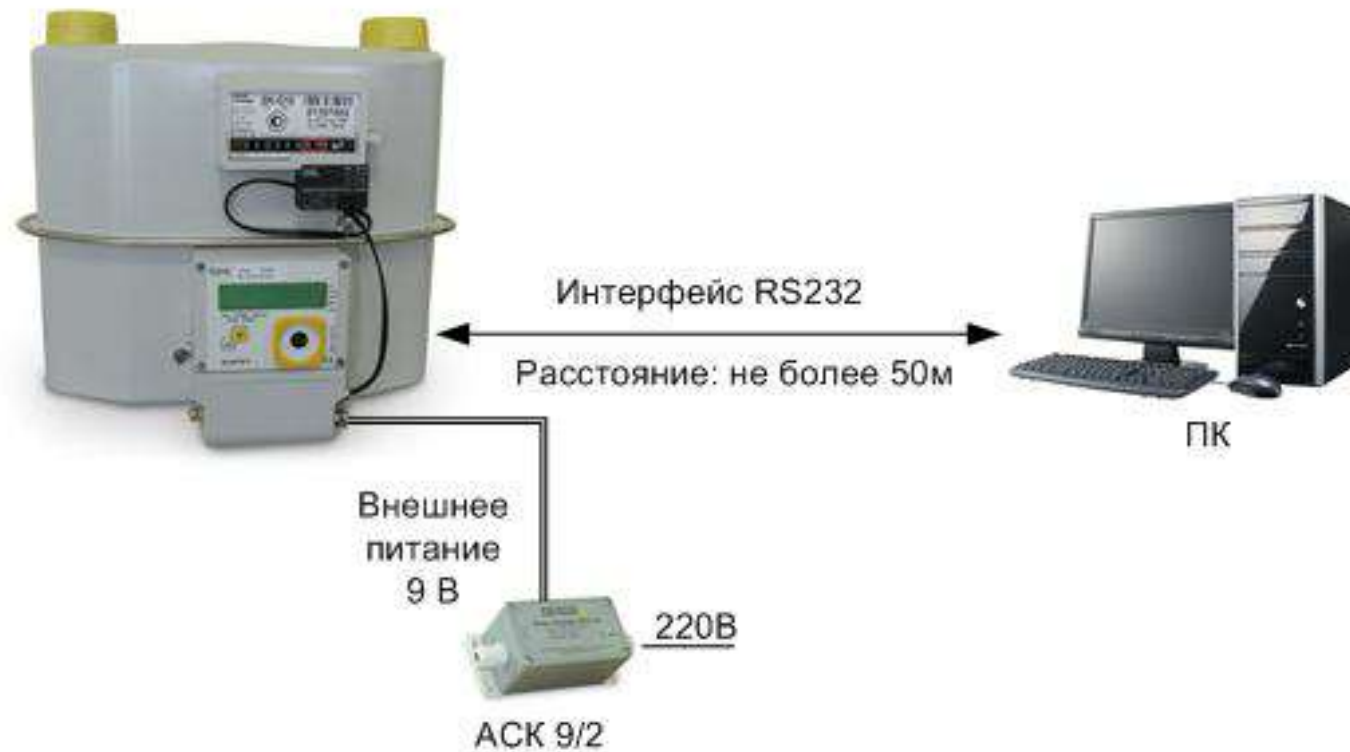 Интерфейс RS232
Расстояние: не более 50м
ПК
Внешнее
питание
9 В
220В
АСК 9/2